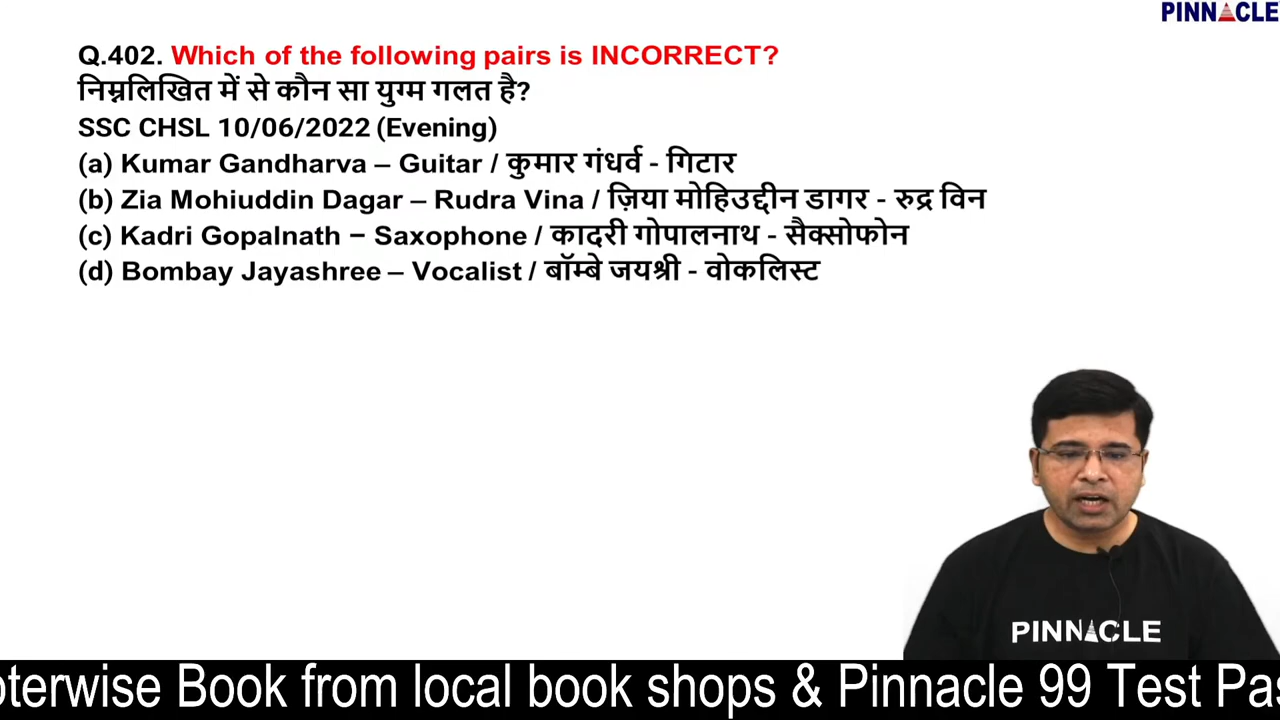 PINNACLE
Q.402. Which of the following pairs is INCORRECT?
निम्नलिखित में से कौन सा युग्म गलत है?
SSC CHSL 10/06/2022 (Evening)
(a) Kumar Gandharva – Guitar / कुमार गंधर्व - गिटार
(b) Zia Mohiuddin Dagar – Rudra Vina / ज़िया मोहिउद्दीन डागर - रुद्र विन
(c) Kadri Gopalnath − Saxophone / कादरी गोपालनाथ - सैक्सोफोन
(d) Bombay Jayashree – Vocalist / बॉम्बे जयश्री - वोकलिस्ट
PINNACLE
oterwise Book from local book shops & Pinnacle 99 Test Pas